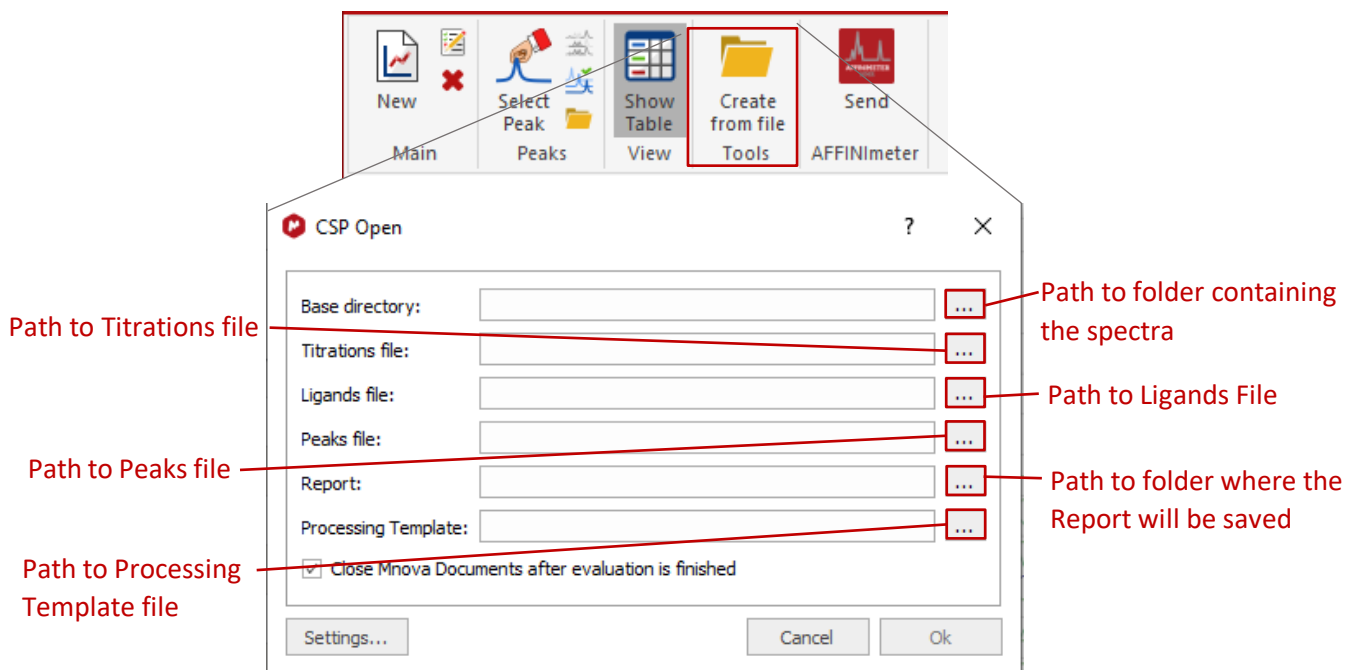 AFFINIMETER
New
Select
Peak
Show
Table
Create
from file
Send
Main
Peaks
View
Tools
AFFINImeter
CSP Open
?
Base directory:
...
Path to folder containing
the spectra
Path to Titrations file
Titrations file:
...
Ligands file:
...
Path to Ligands File
Peaks file:
...
Path to Peaks file
Report:
...
Path to folder where the
Report will be saved
Processing Template:
...
Path to Processing
Template file
Close Mnova Documents after evaluation is finished
Settings...
Cancel
Ok